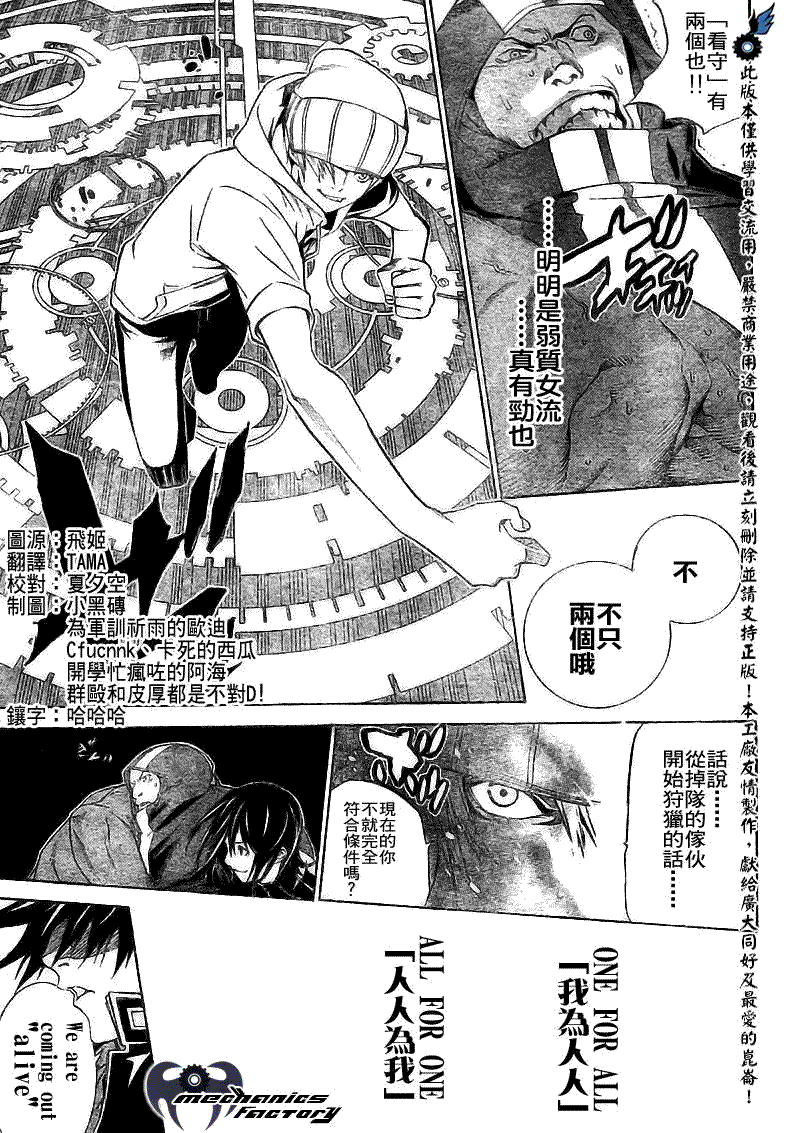 「看守」有
兩個也!!
……明明是弱質女流
……真有勁也
不
不只
兩個哦
話說……
從掉隊的傢伙
開始狩獵的話……
現在的你
不就完全
符合條件嗎?
ONE FOR ALL
「我為人人」
ALL FOR ONE
「人人為我」
We are
coming out
"alive"
圖源:飛姬
翻譯:TAMA
校對:夏夕空
制圖:小黑磚
為軍訓祈雨的歐迪
Cfucnnk、卡死的西瓜
開學忙瘋咗的阿海
群毆和皮厚都是不對D!
鑲字:哈哈哈
mechanics
Factory
此版本僅供學習交流用,嚴禁商業用途,觀看後請立刻刪除並請支持正版!本工廠友情製作,獻給廣大同好及最愛的崑崙!